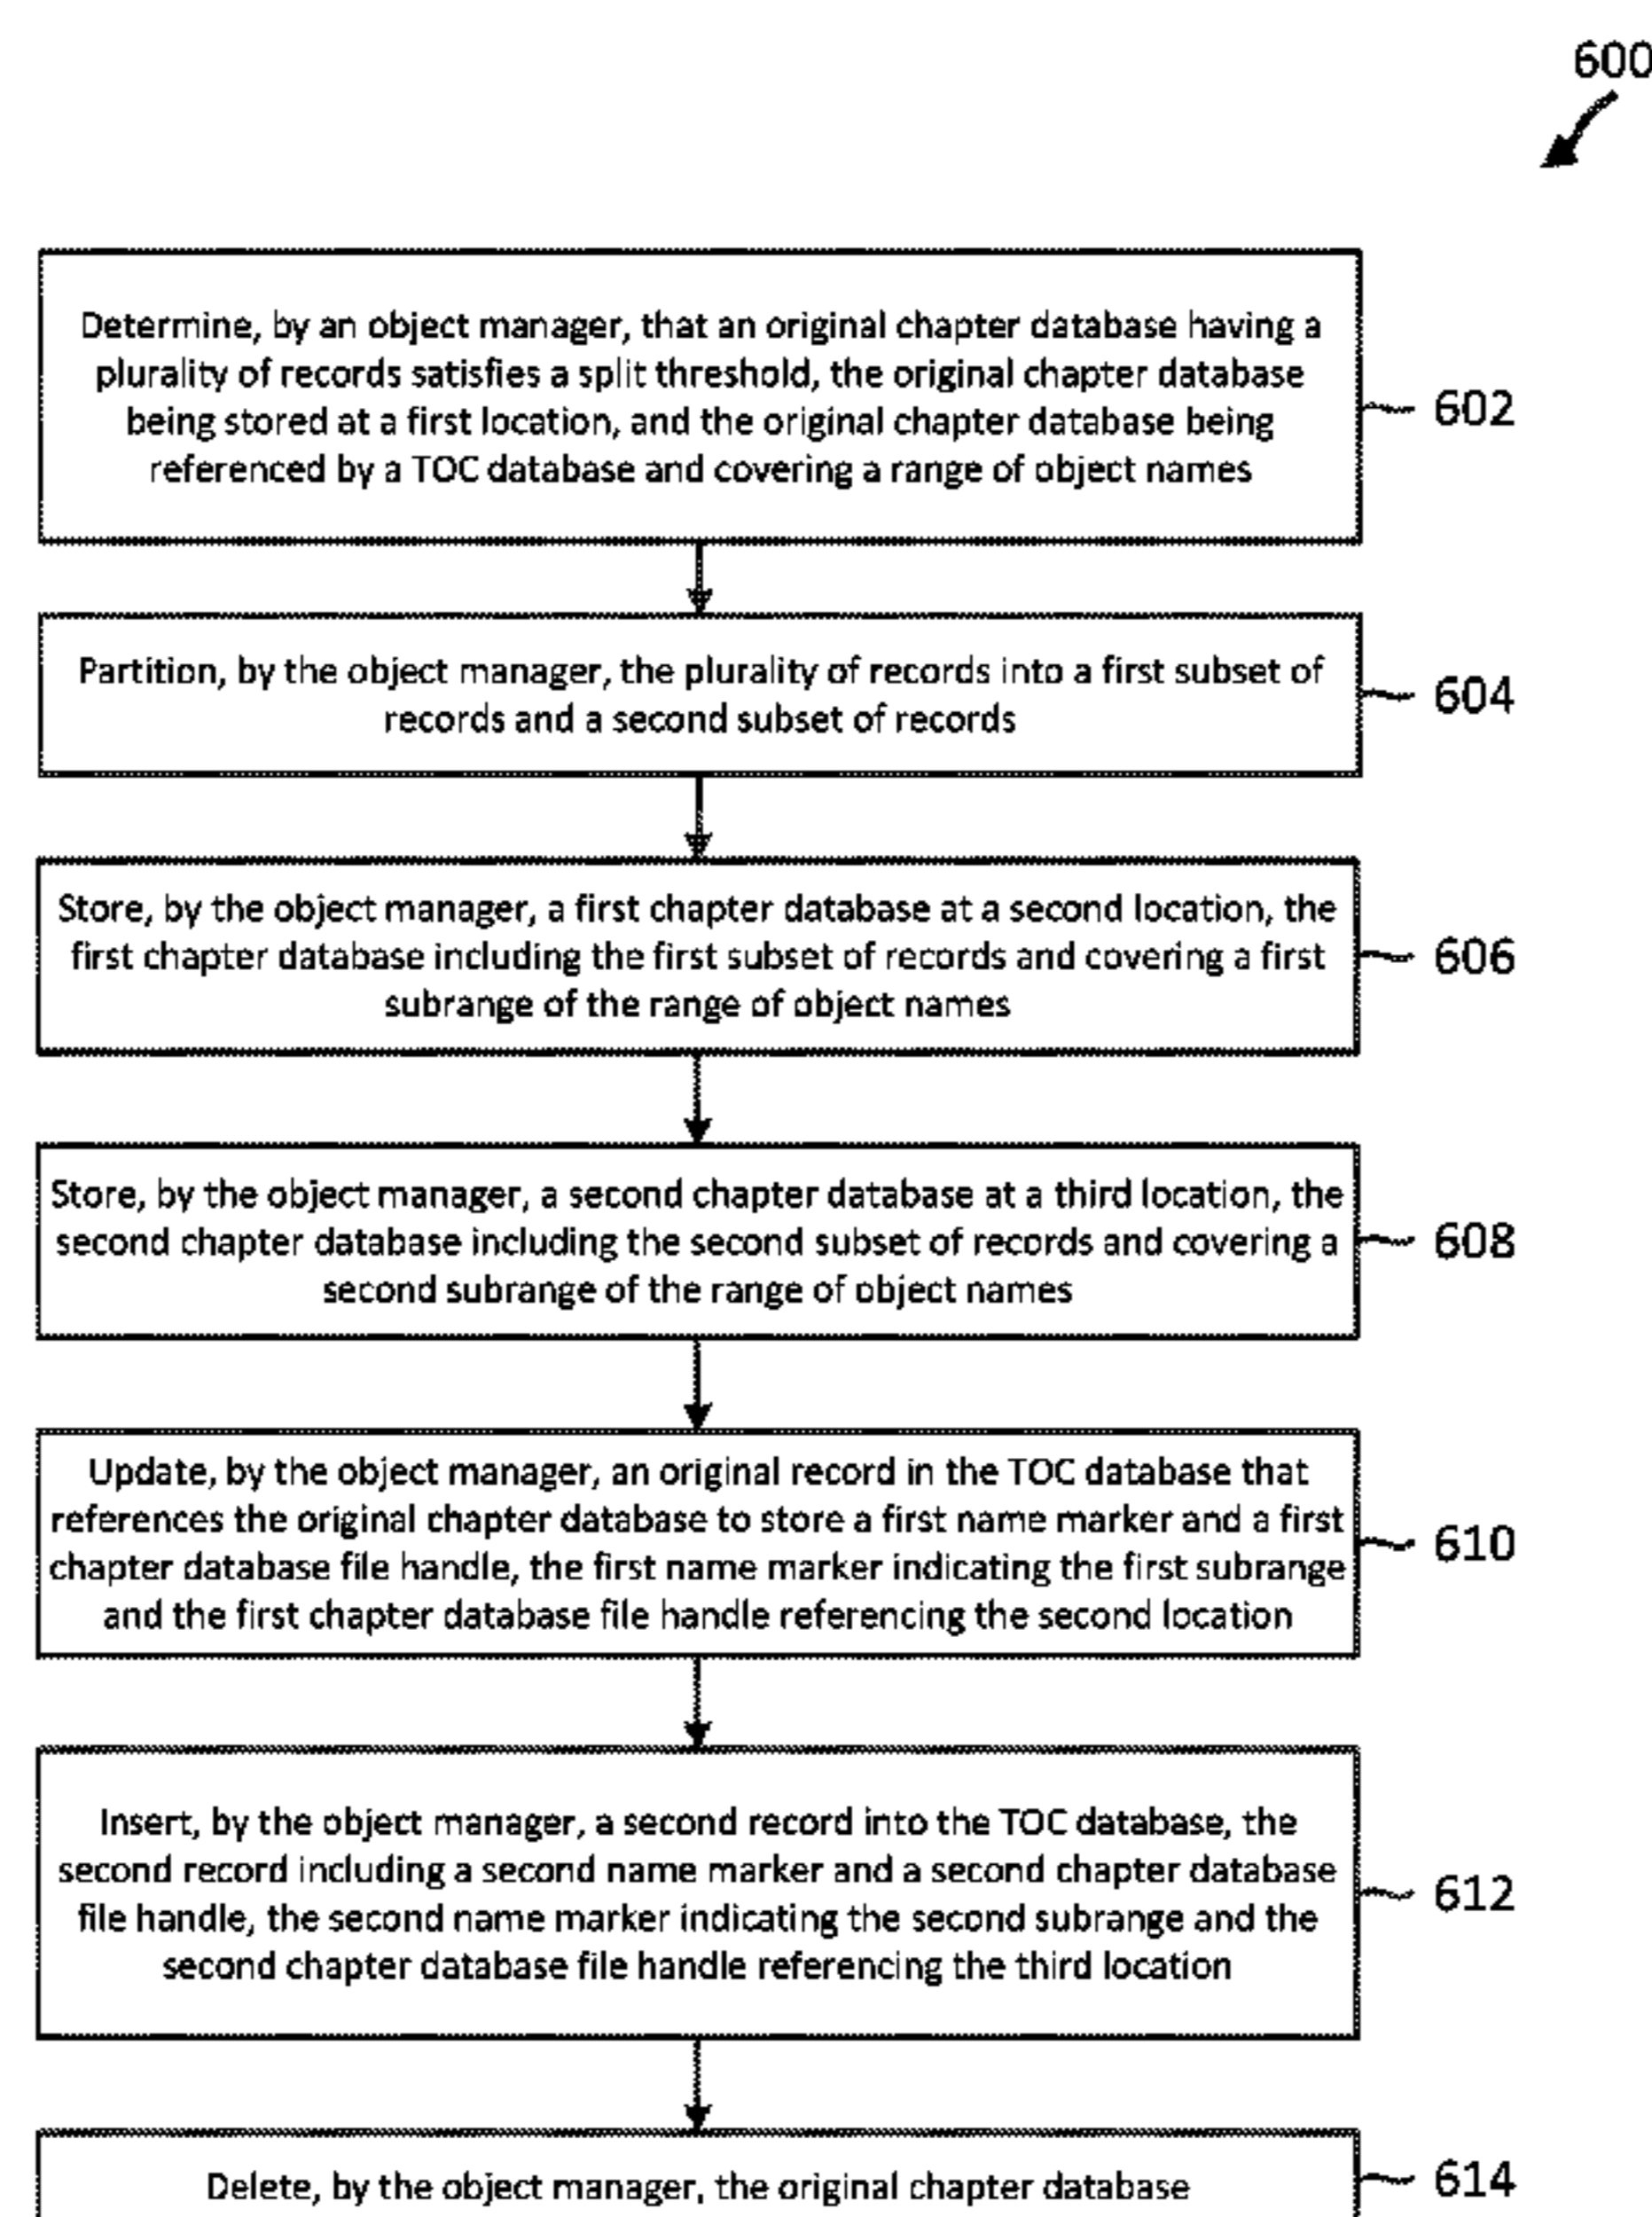 600
Determine, by an object manager, that an original chapter database having a
plurality of records satisfies a split threshold, the original chapter database
being stored at a first location, and the original chapter database being
referenced by a TOC database and covering a range of object names
602
Partition, by the object manager, the plurality of records into a first subset of
records and a second subset of records
604
Store, by the object manager, a first chapter database at a second location, the
first chapter database including the first subset of records and covering a first
subrange of the range of object names
606
Store, by the object manager, a second chapter database at a third location, the
second chapter database including the second subset of records and covering a
second subrange of the range of object names
608
Update, by the object manager, an original record in the TOC database that
references the original chapter database to store a first name marker and a first
chapter database file handle, the first name marker indicating the first subrange
and the first chapter database file handle referencing the second location
610
Insert, by the object manager, a second record into the TOC database, the
second record including a second name marker and a second chapter database
file handle, the second name marker indicating the second subrange and the
second chapter database file handle referencing the third location
612
Delete, by the object manager, the original chapter database
614